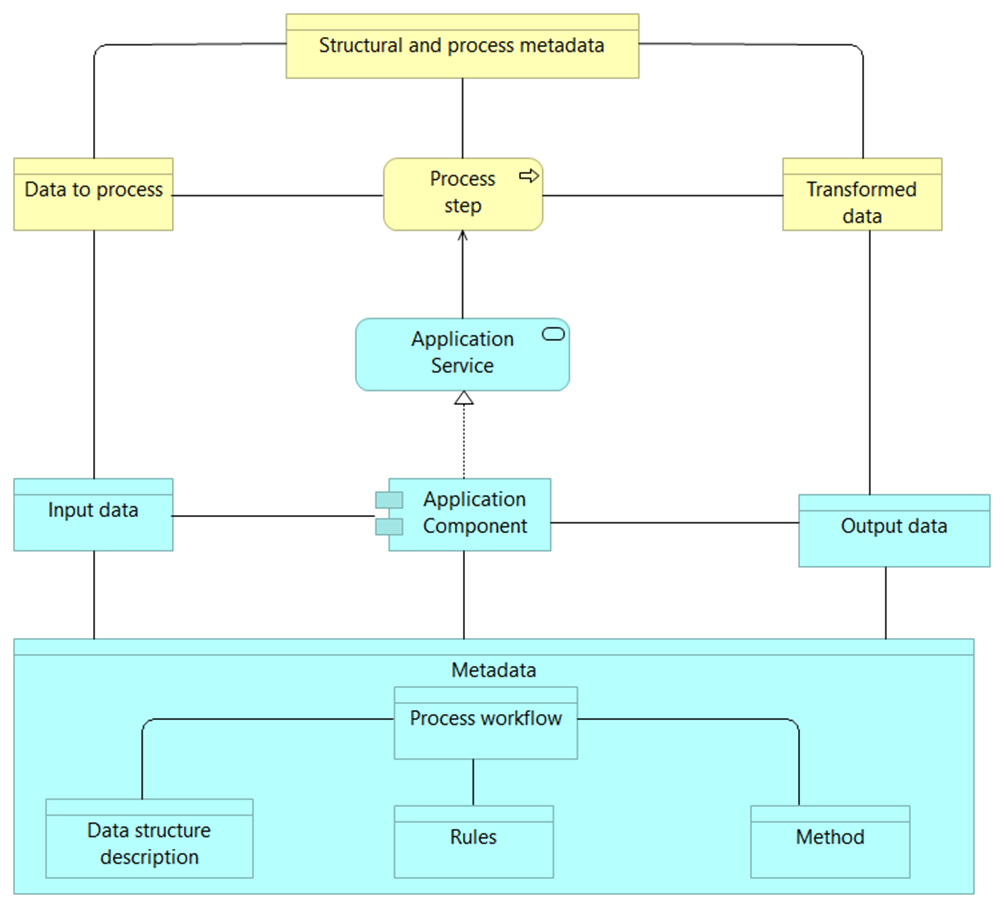 Structural and process metadata
Data to process
Process
step
Transformed
data
Application
Service
Input data
Application
Component
Output data
Metadata
Process workflow
Data structure
description
Rules
Method